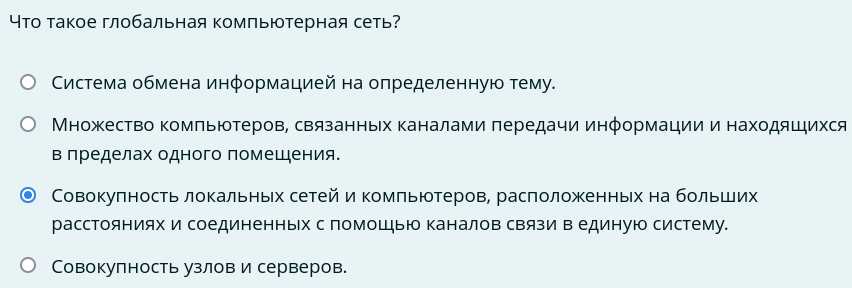 Что такое глобальная компьютерная сеть?
Система обмена информацией на определенную тему.
Множество компьютеров, связанных каналами передачи информации и находящихся
в пределах одного помещения.
Совокупность локальных сетей и компьютеров, расположенных на больших
расстояниях и соединенных с помощью каналов связи в единую систему.
Совокупность узлов и серверов.